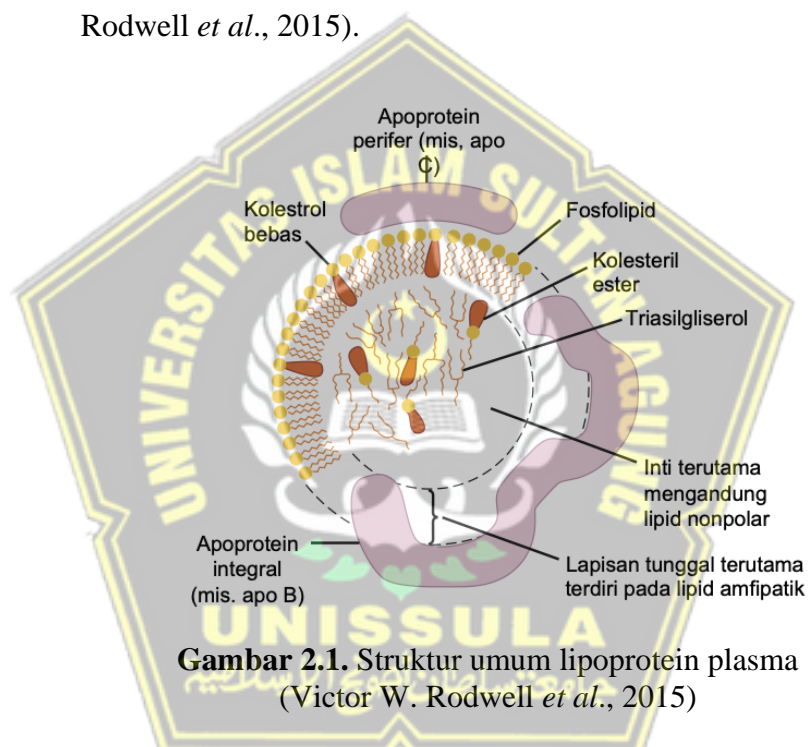 Rodwell et al., 2015).
Apoprotein
perifer (mis, apo
C)
Kolestrol
bebas
Fosfolipid
Kolesteril
ester
Triasilgliserol
Inti terutama
mengandung
lipid nonpolar
Apoprotein
integral
(mis. apo B)
Lapisan tunggal terutama
terdiri pada lipid amfipatik
UNIVERSITAS ISLAM SULTAN AGUNG
UNISSULA
Gambar 2.1. Struktur umum lipoprotein plasma
(Victor W. Rodwell et al., 2015)